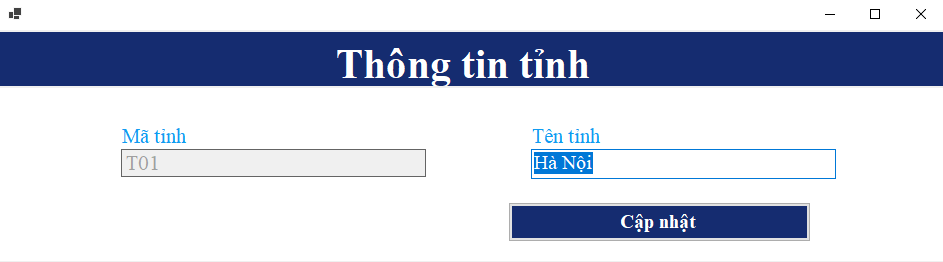 Thông tin tỉnh
Mã tỉnh
Tên tỉnh
T01
Hà Nội
Cập nhật